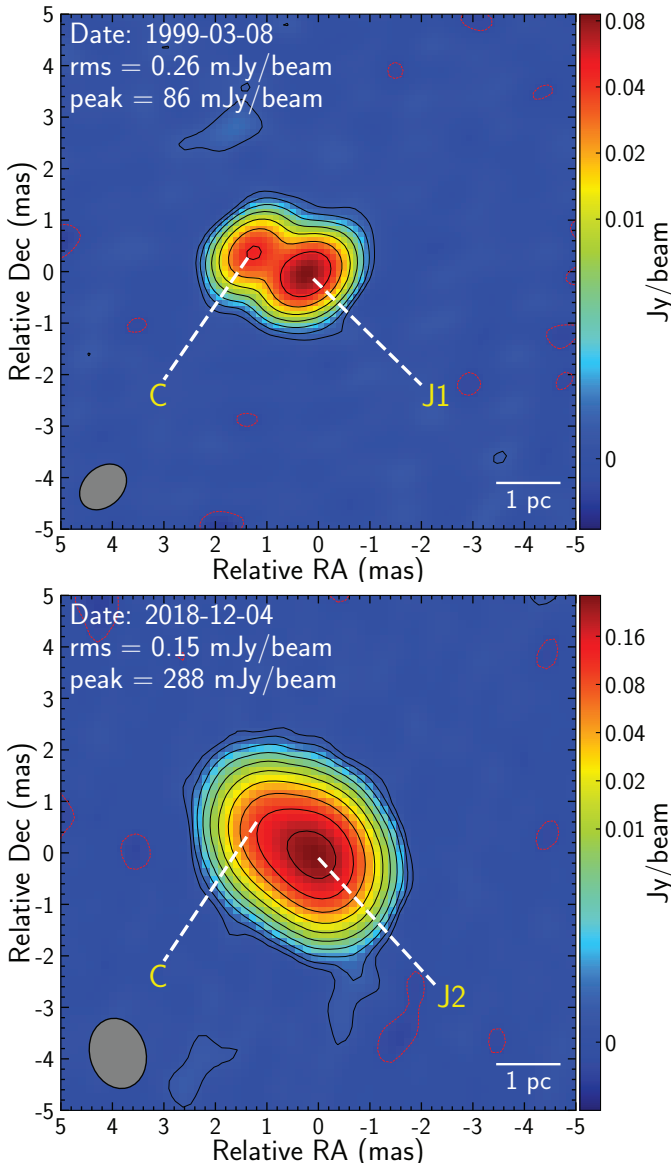 Date: 1999-03-08
rms = 0.26 mJy/beam
peak = 86 mJy/beam
5
4
3
2
1
0
-1
-2
-3
-4
-5
Relative Dec (mas)
C
J1
1 pc
5 4 3 2 1 0 -1 -2 -3 -4 -5
Relative RA (mas)
0.08
0.04
0.02
0.01
0
Jy/beam
Date: 2018-12-04
rms = 0.15 mJy/beam
peak = 288 mJy/beam
5
4
3
2
1
0
-1
-2
-3
-4
-5
Relative Dec (mas)
C
J2
1 pc
5 4 3 2 1 0 -1 -2 -3 -4 -5
Relative RA (mas)
0.16
0.08
0.04
0.02
0.01
0
Jy/beam